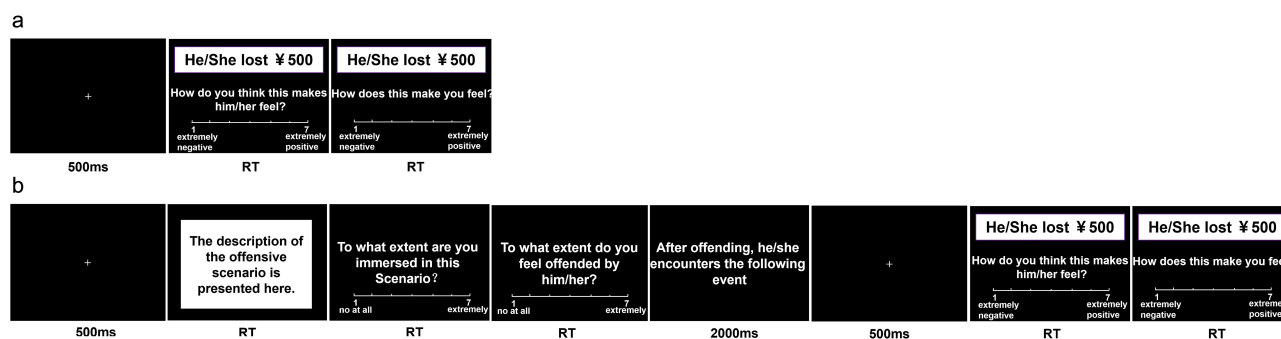 a
He/She lost ¥500
How do you think this makes
him/her feel?
1 7
extremely extremely
negative positive
He/She lost ¥500
How does this make you feel?
1 7
extremely extremely
negative positive
500ms RT RT
b
The description of
the offensive
scenario is
presented here.
To what extent are you
immersed in this
Scenario?
1 7
no at all extremely
To what extent do you
feel offended by
him/her?
1 7
no at all extremely
After offending, he/she
encounters the following
event
He/She lost ¥500
How do you think this makes
him/her feel?
1 7
extremely extremely
negative positive
He/She lost ¥500
How does this make you fee
1 7
extremely extreme
negative positive
500ms RT RT RT 2000ms 500ms RT RT